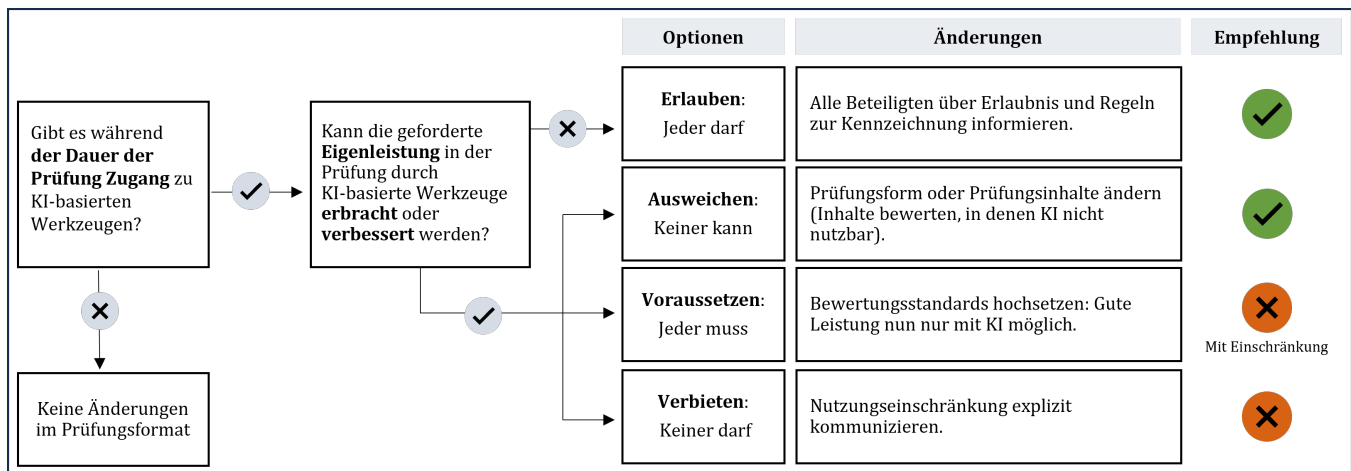 Optionen
Änderungen
Empfehlung
Gibt es während
der Dauer der
Prüfung Zugang zu
KI-basierten
Werkzeugen?
Keine Änderungen
im Prüfungsformat
Kann die geforderte
Eigenleistung in der
Prüfung durch
KI-basierte Werkzeuge
erbracht oder
verbessert werden?
Erlauben:
Jeder darf
Alle Beteiligten über Erlaubnis und Regeln
zur Kennzeichnung informieren.
Ausweichen:
Keiner kann
Prüfungsform oder Prüfungsinhalte ändern
(Inhalte bewerten, in denen KI nicht
nutzbar).
Voraussetzen:
Jeder muss
Bewertungsstandards hochsetzen: Gute
Leistung nun nur mit KI möglich.
Mit Einschränkung
Verbieten:
Keiner darf
Nutzungseinschränkung explizit
kommunizieren.